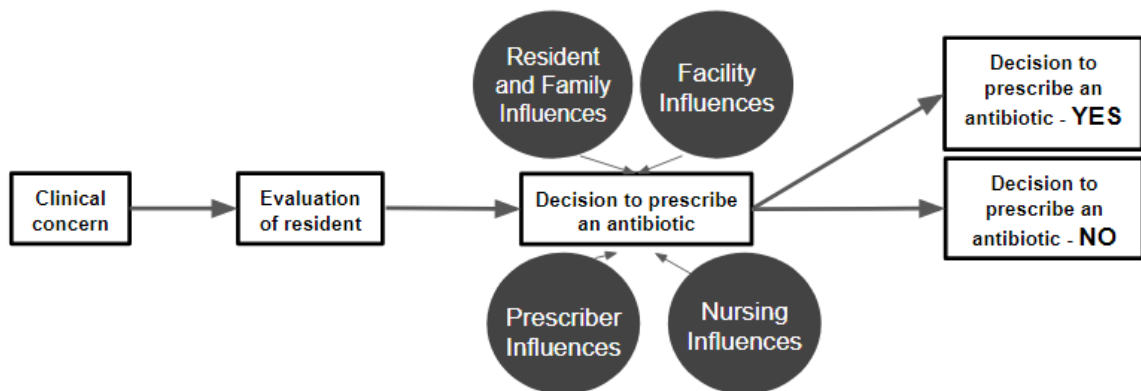 Clinical
concern
Evaluation
of resident
Resident
and Family
Influences
Facility
Influences
Decision to prescribe
an antibiotic
Prescriber
Influences
Nursing
Influences
Decision to
prescribe an
antibiotic - YES
Decision to
prescribe an
antibiotic - NO